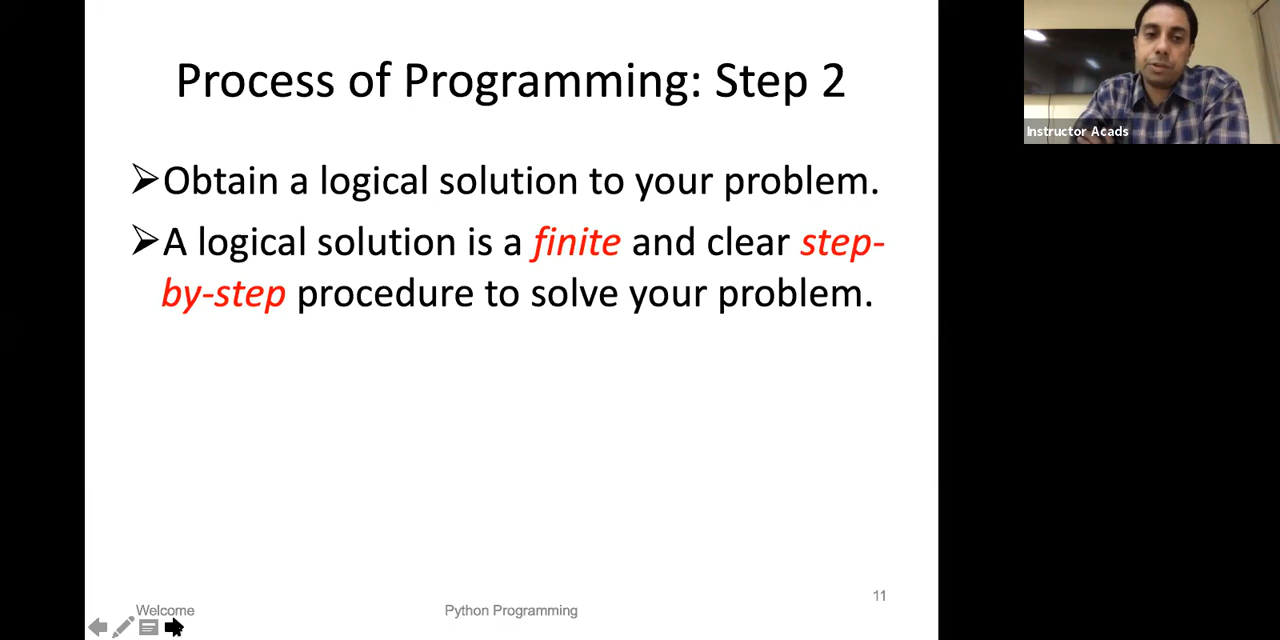 Process of Programming: Step 2
➢Obtain a logical solution to your problem.
➢A logical solution is a finite and clear step-
by-step procedure to solve your problem.
Instructor Acads
11
Welcome
Python Programming